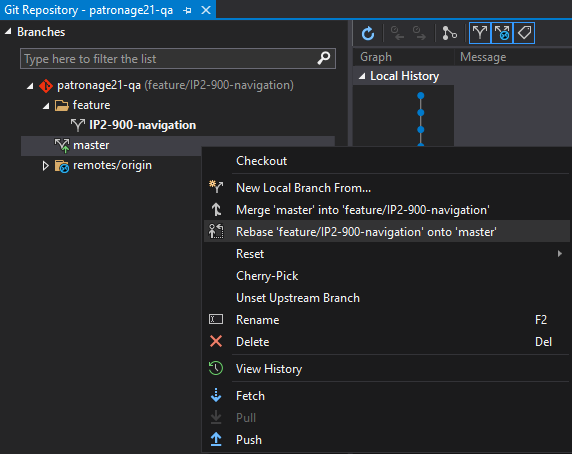 Git Repository - patronage21-qa
Branches
Type here to filter the list
patronage21-qa (feature/IP2-900-navigation)
feature
IP2-900-navigation
master
remotes/origin
Graph
Message
Local History
Checkout
New Local Branch From...
Merge 'master' into 'feature/IP2-900-navigation'
Rebase 'feature/IP2-900-navigation' onto 'master'
Reset
Cherry-Pick
Unset Upstream Branch
Rename F2
Delete Del
View History
Fetch
Pull
Push